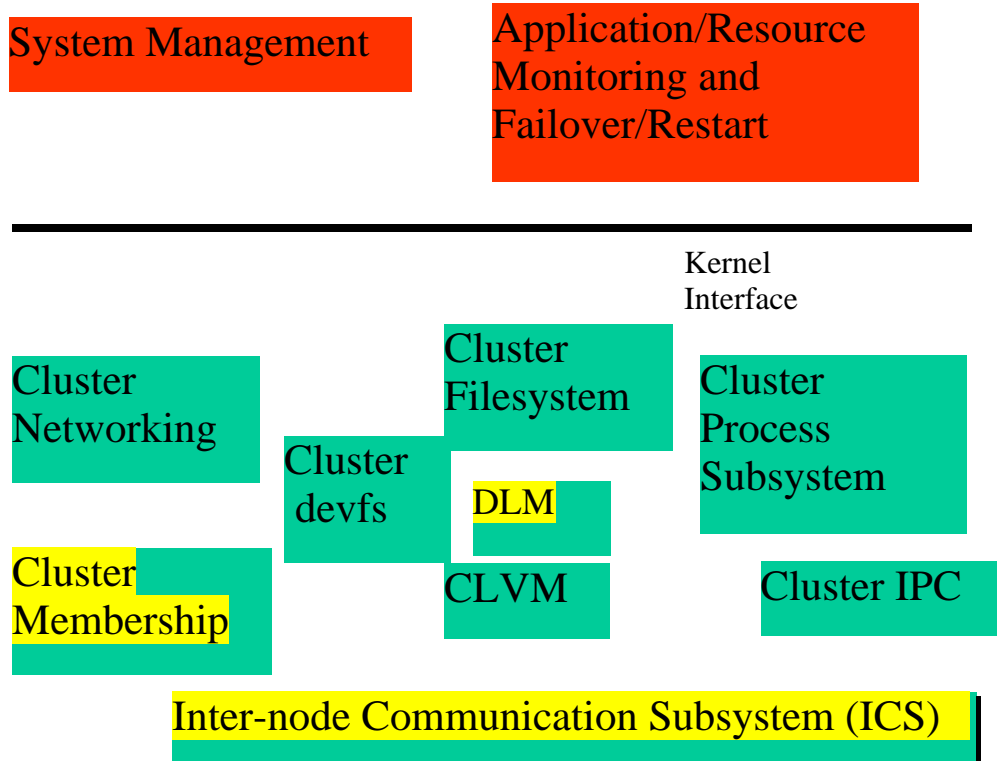 System Management
Application/Resource
Monitoring and
Failover/Restart
Kernel
Interface
Cluster
Networking
Cluster
devfs
Cluster
Filesystem
Cluster
Process
Subsystem
DLM
Cluster
Membership
CLVM
Cluster IPC
Inter-node Communication Subsystem (ICS)